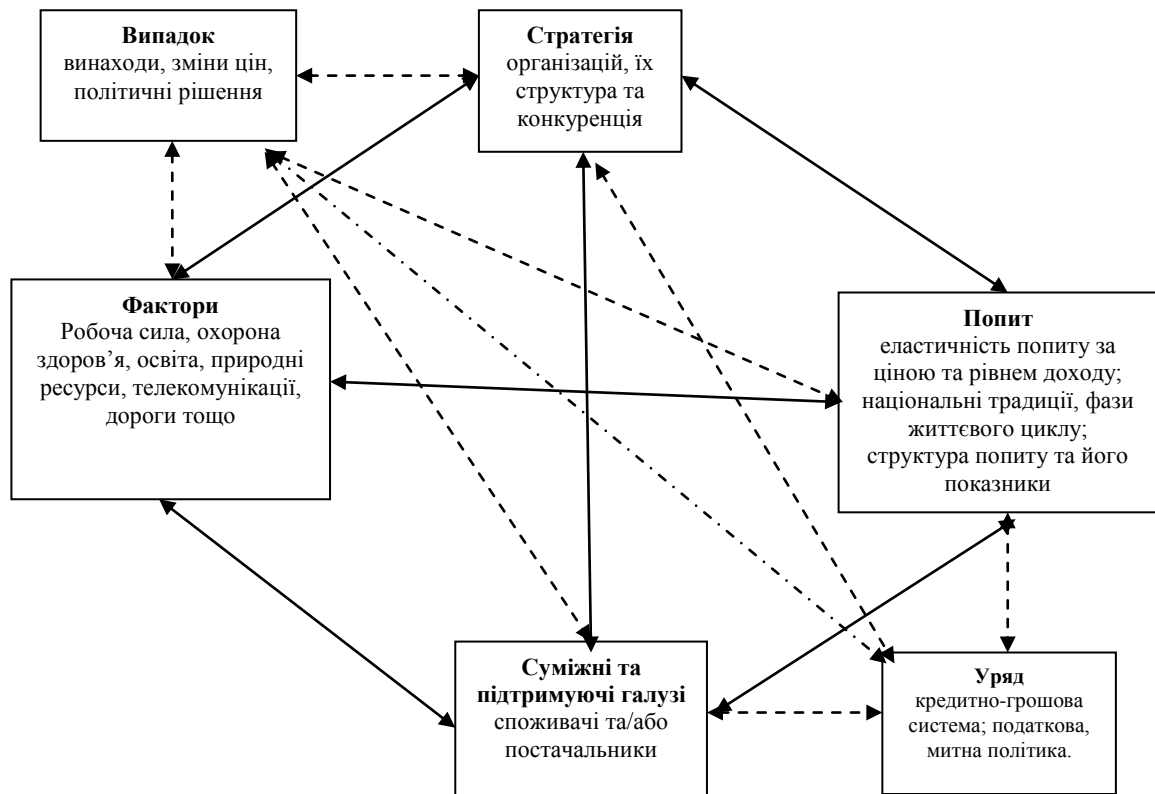 Випадок
винаходи, зміни цін,
політичні рішення
Стратегія
організацій, їх
структура та
конкуренція
Фактори
Робоча сила, охорона
здоров’я, освіта, природні
ресурси, телекомунікації,
дороги тощо
Попит
еластичність попиту за
ціною та рівнем доходу;
національні традиції, фази
життєвого циклу;
структура попиту та його
показники
Суміжні та
підтримуючі галузі
споживачі та/або
постачальники
Уряд
кредитно-грошова
система; податкова,
митна політика.